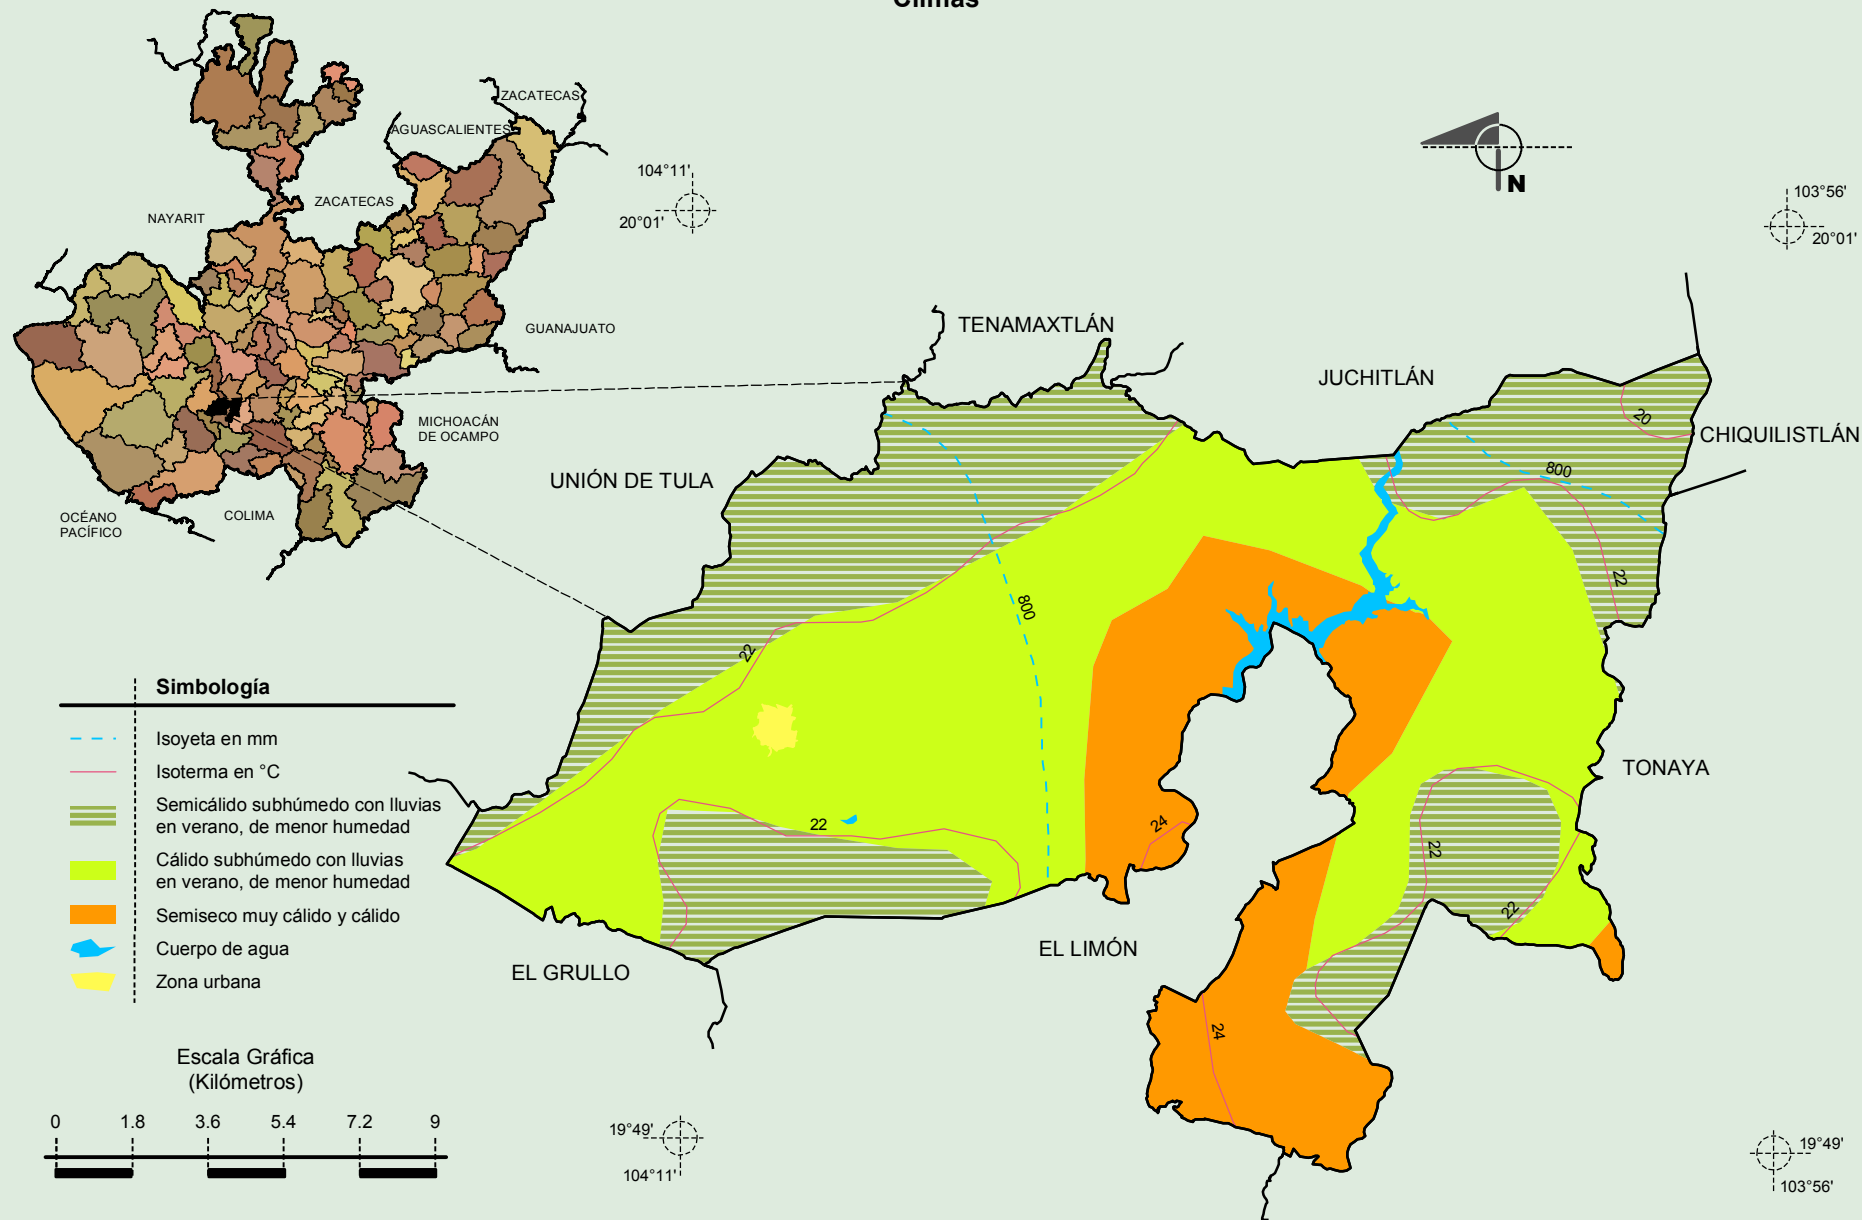 Climas
ZACATECAS
AGUASCALIENTES
ZACATECAS
NAYARIT
GUANAJUATO
MICHOACÁN
DE OCAMPO
COLIMA
OCÉANO
PACÍFICO
104°11'
20°01'
N
103°56'
20°01'
TENAMAXTLÁN
JUCHITLÁN
20
CHIQUILISTLÁN
800
UNIÓN DE TULA
22
800
22
TONAYA
22
24
22
22
EL LIMÓN
EL GRULLO
24
Simbología
Isoyeta en mm
Isoterma en °C
Semicálido subhúmedo con lluvias
en verano, de menor humedad
Cálido subhúmedo con lluvias
en verano, de menor humedad
Semiseco muy cálido y cálido
Cuerpo de agua
Zona urbana
Escala Gráfica
(Kilómetros)
0 1.8 3.6 5.4 7.2 9
19°49'
104°11'
19°49'
103°56'